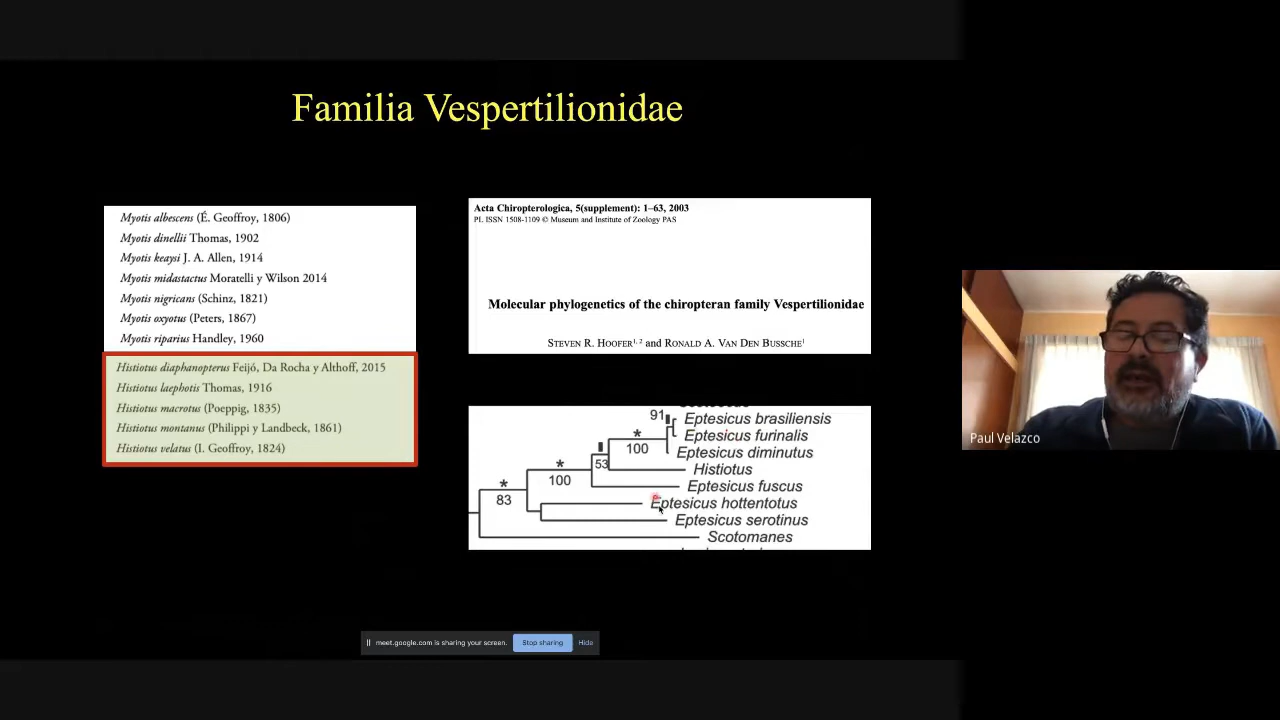 Familia Vespertilionidae
Myotis albescens (É. Geoffroy, 1806)
Myotis dinellii Thomas, 1902
Myotis keaysi J. A. Allen, 1914
Myotis midastactus Moratelli y Wilson 2014
Myotis nigricans (Schinz, 1821)
Myotis oxyotus (Peters, 1867)
Myotis riparius Handley, 1960
Histiotus diaphanopterus Feijó, Da Rocha y Althoff, 2015
Histiotus laephotis Thomas, 1916
Histiotus macrotus (Poeppig, 1835)
Histiotus montanus (Philippi y Landbeck, 1861)
Histiotus velatus (I. Geoffroy, 1824)
Acta Chiropterologica, 5(supplement): 1–63, 2003
PL ISSN 1508-1109 © Museum and Institute of Zoology PAS
Molecular phylogenetics of the chiropteran family Vespertilionidae
STEVEN R. HOOFER1, 2 and RONALD A. VAN DEN BUSSCHE1
91
Eptesicus brasiliensis
*
100
Eptesicus furinalis
Eptesicus diminutus
53
Histiotus
*
100
Eptesicus fuscus
*
83
Eptesicus hottentotus
Eptesicus serotinus
Scotomanes
Paul Velazco
meet.google.com is sharing your screen.
Stop sharing
Hide